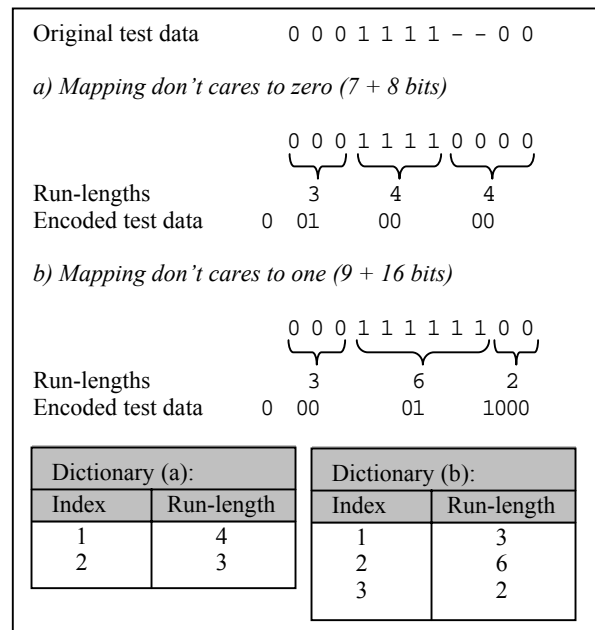 Original test data 0 0 0 1 1 1 1 – – 0 0
a) Mapping don't cares to zero (7 + 8 bits)
0 0 0 1 1 1 1 0 0 0 0
Run-lengths 3 4 4
Encoded test data 0 01 00 00
b) Mapping don't cares to one (9 + 16 bits)
0 0 0 1 1 1 1 1 1 0 0
Run-lengths 3 6 2
Encoded test data 0 00 01 1000
Dictionary (a):
Index Run-length
1 4
2 3
Dictionary (b):
Index Run-length
1 3
2 6
3 2